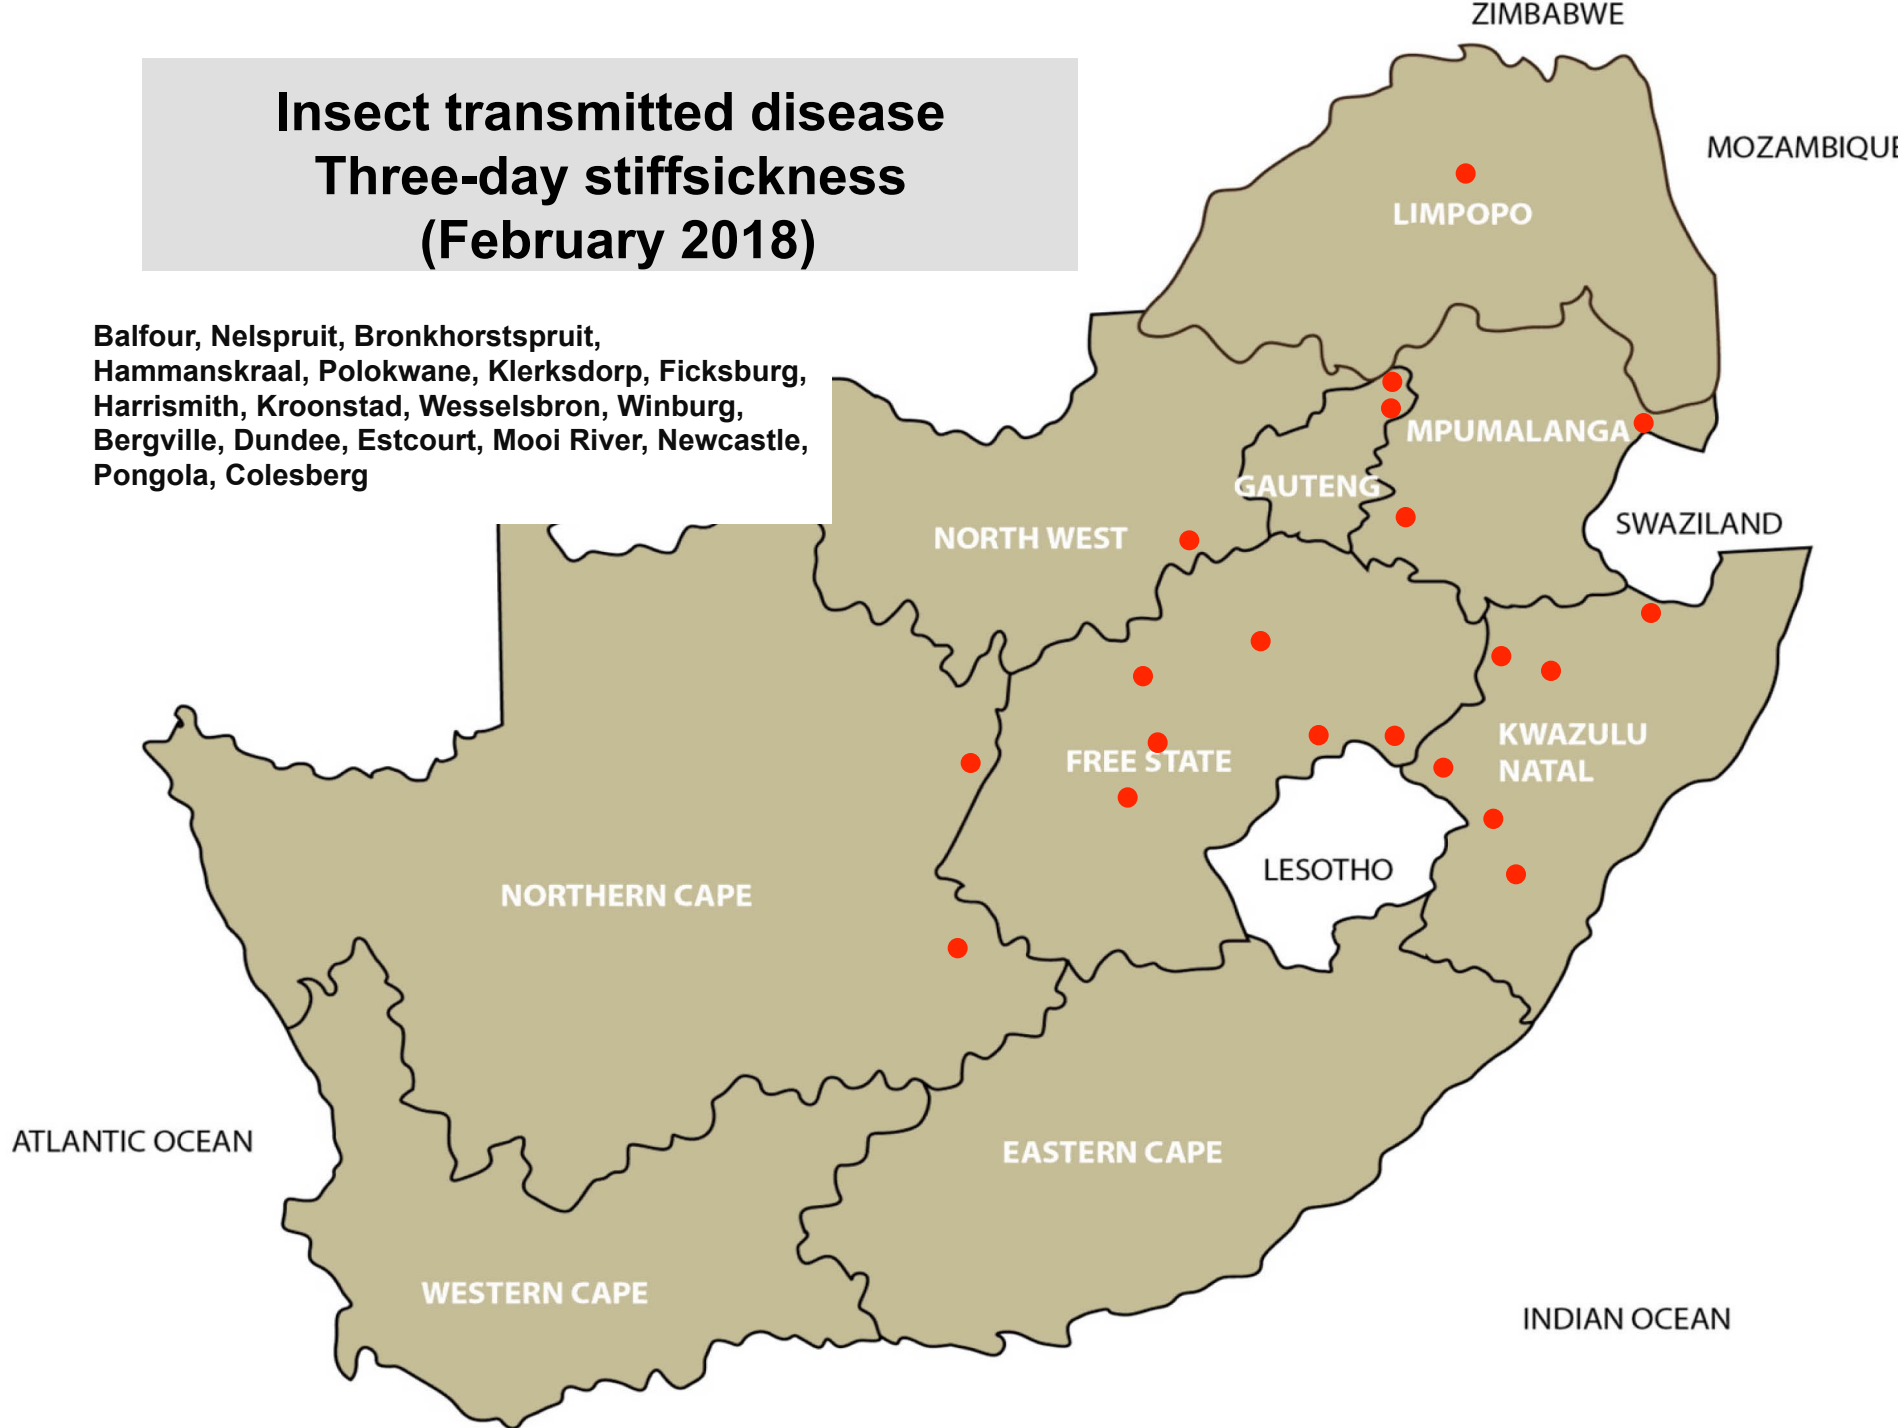 ZIMBABWE
Insect transmitted disease
Three-day stiffsickness
(February 2018)
MOZAMBIQUE
LIMPOPO
Balfour, Nelspruit, Bronkhorstspruit,
Hammanskraal, Polokwane, Klerksdorp, Ficksburg,
Harrismith, Kroonstad, Wesselsbron, Winburg,
Bergville, Dundee, Estcourt, Mooi River, Newcastle,
Pongola, Colesberg
MPUMALANGA
GAUTENG
NORTH WEST
SWAZILAND
KWAZULU
NATAL
FREE STATE
LESOTHO
NORTHERN CAPE
ATLANTIC OCEAN
EASTERN CAPE
WESTERN CAPE
INDIAN OCEAN